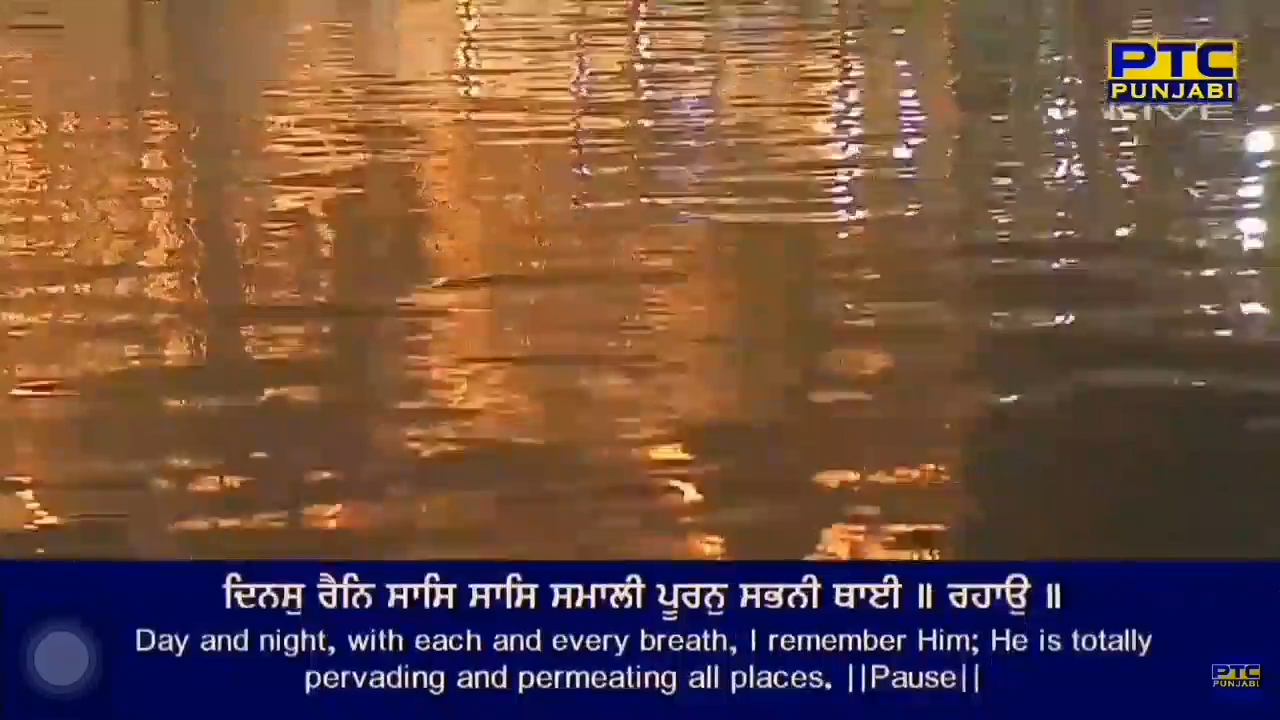 PTC
PUNJABI
LIVE
ਦਿਨਸੁ ਰੈਨਿ ਸਾਸਿ ਸਾਸਿ ਸਮਾਲੀ ਪੂਰਨੁ ਸਭਨੀ ਥਾਈ ॥ ਰਹਾਉ ॥
Day and night, with each and every breath, I remember Him; He is totally
pervading and permeating all places. ||Pause||
PTC
PUNJABI